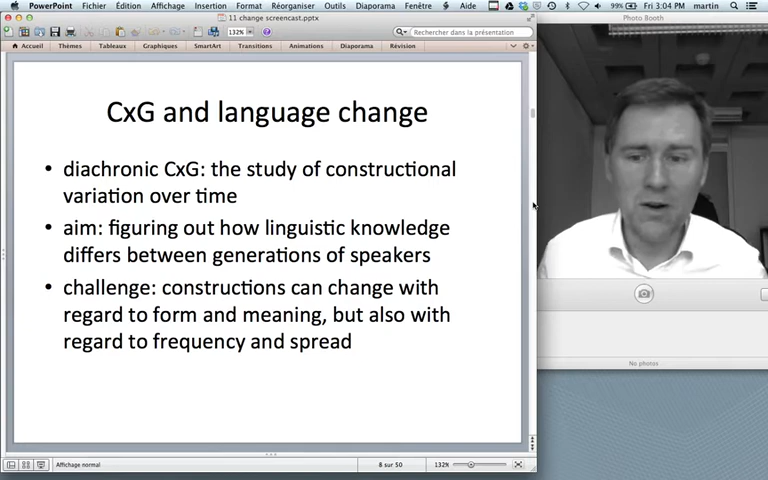 PowerPoint Fichier Édition Affichage Insertion Format Réorganiser Outils Diaporama Fenêtre Aide 99% Fri 3:04 PM martin
11 change screencast.pptx
Photo Booth
132% Rechercher dans la présentation
Accueil Thèmes Tableaux Graphiques SmartArt Transitions Animations Diaporama Révision
CxG and language change
• diachronic CxG: the study of constructional
variation over time
• aim: figuring out how linguistic knowledge
differs between generations of speakers
• challenge: constructions can change with
regard to form and meaning, but also with
regard to frequency and spread
No photos
Affichage normal 8 sur 50 132%